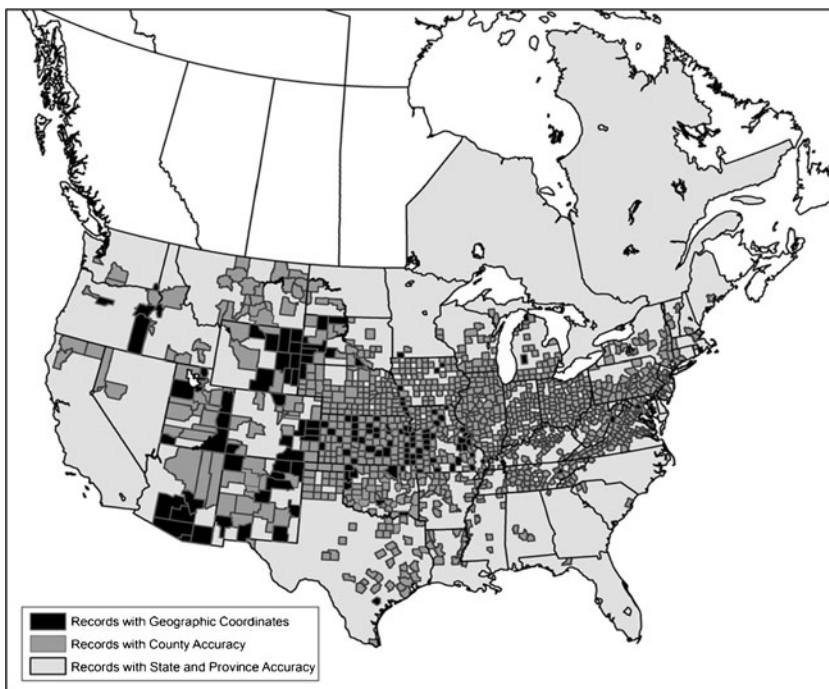 Records with Geographic Coordinates
Records with County Accuracy
Records with State and Province Accuracy